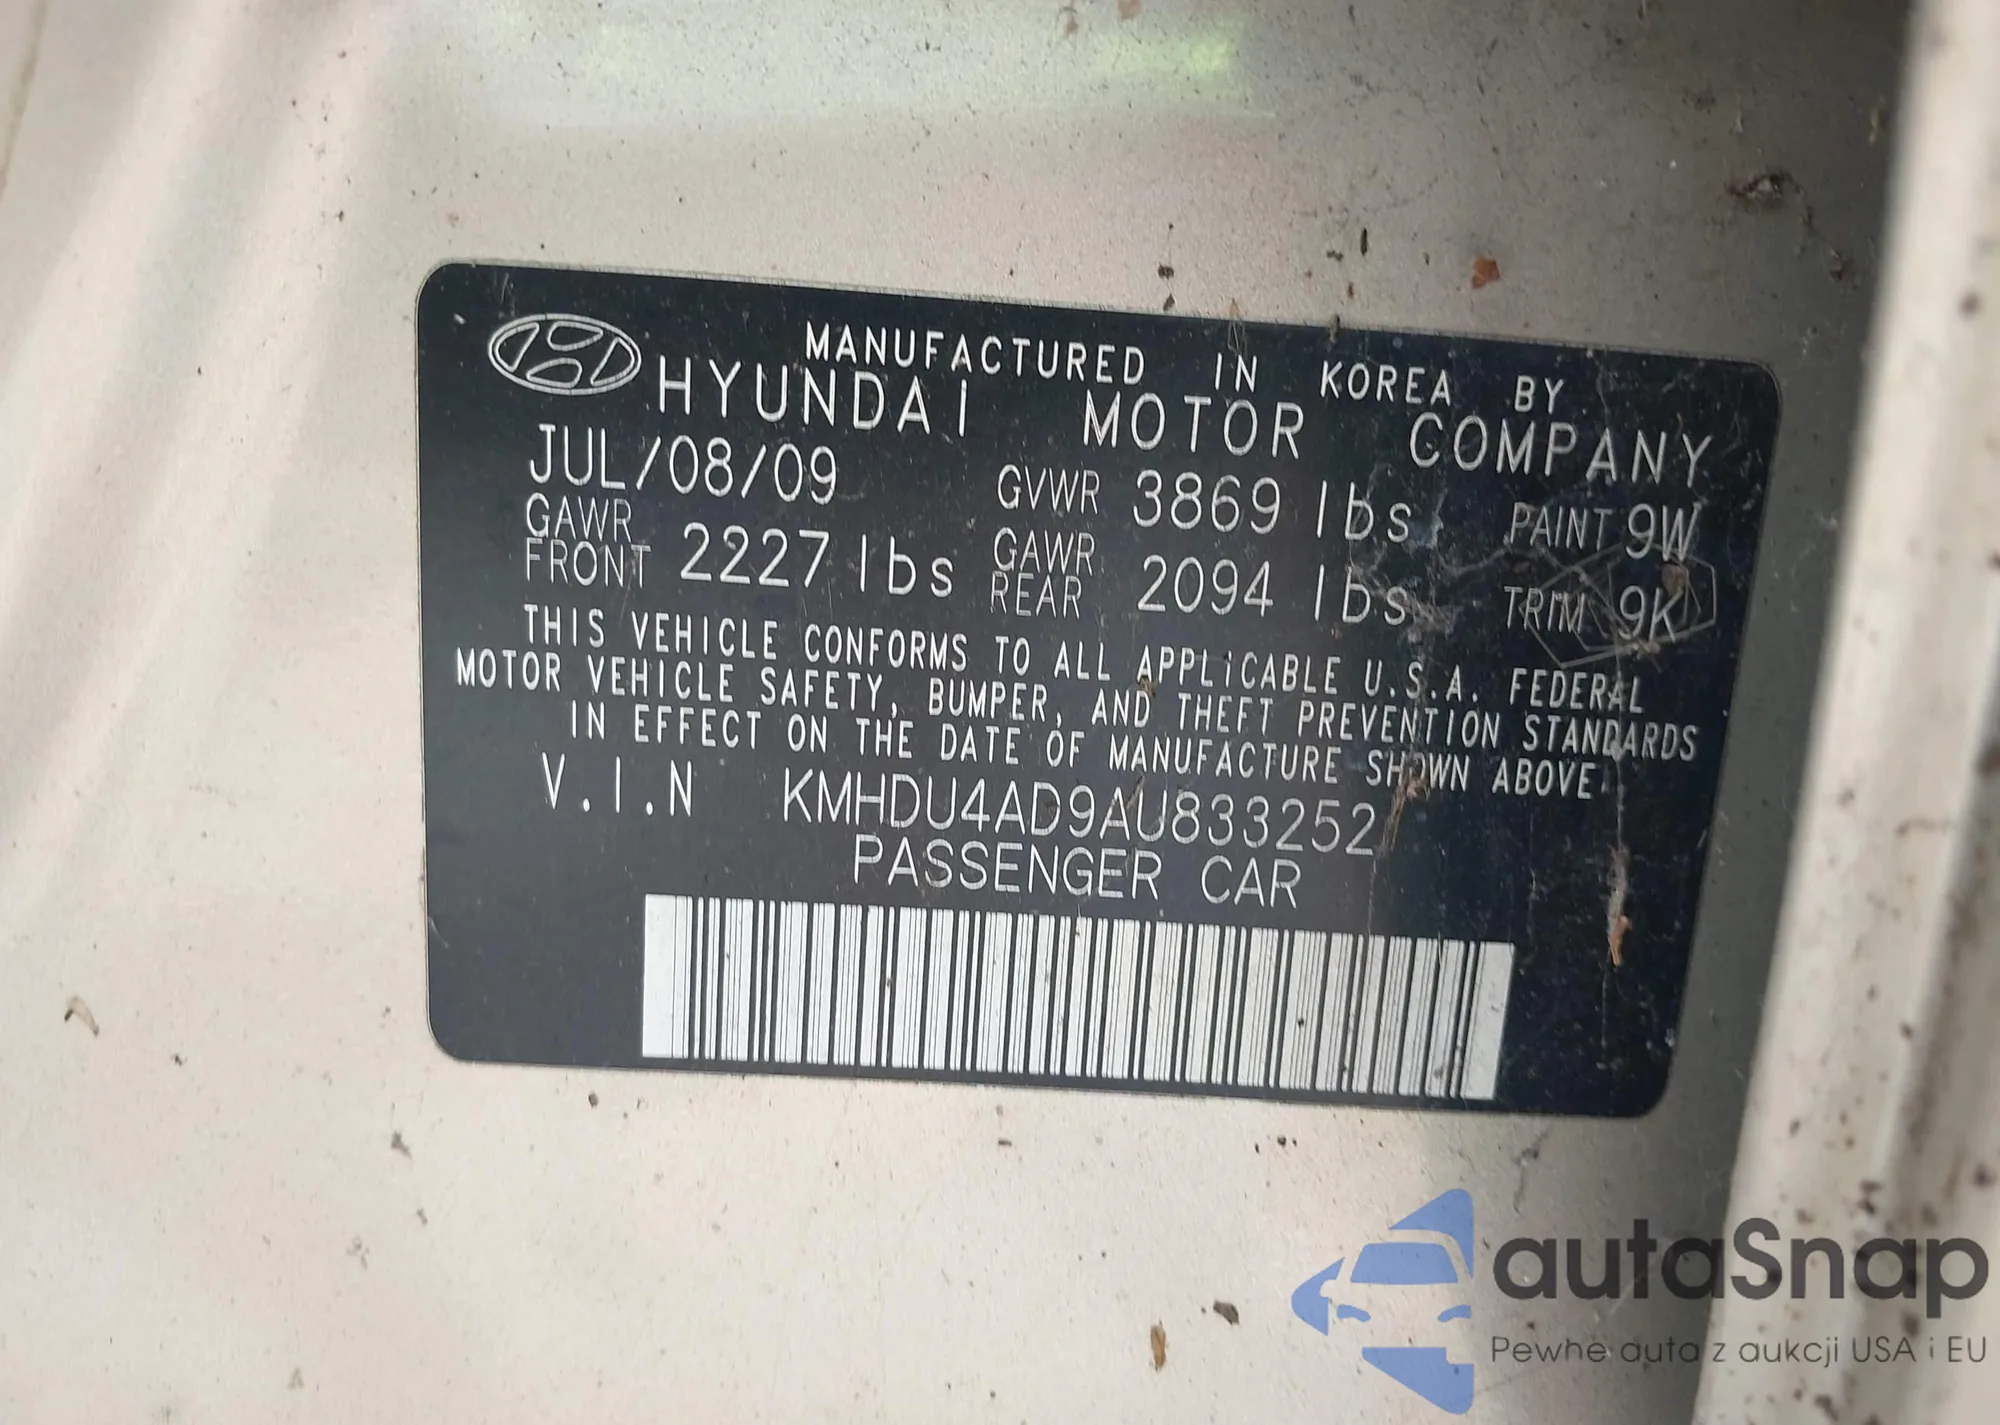 MANUFACTURED IN KOREA BY
HYUNDAI MOTOR COMPANY
JUL/08/09 GVWR 3869 lbs PAINT 9W
GAWR FRONT 2227 lbs GAWR REAR 2094 lbs TRIM 9K
THIS VEHICLE CONFORMS TO ALL APPLICABLE U.S.A. FEDERAL
MOTOR VEHICLE SAFETY, BUMPER, AND THEFT PREVENTION STANDARDS
IN EFFECT ON THE DATE OF MANUFACTURE SHOWN ABOVE.
V.I.N KMHDU4AD9AU833252
PASSENGER CAR
autaSnap
Pewne auta z aukcji USA i EU